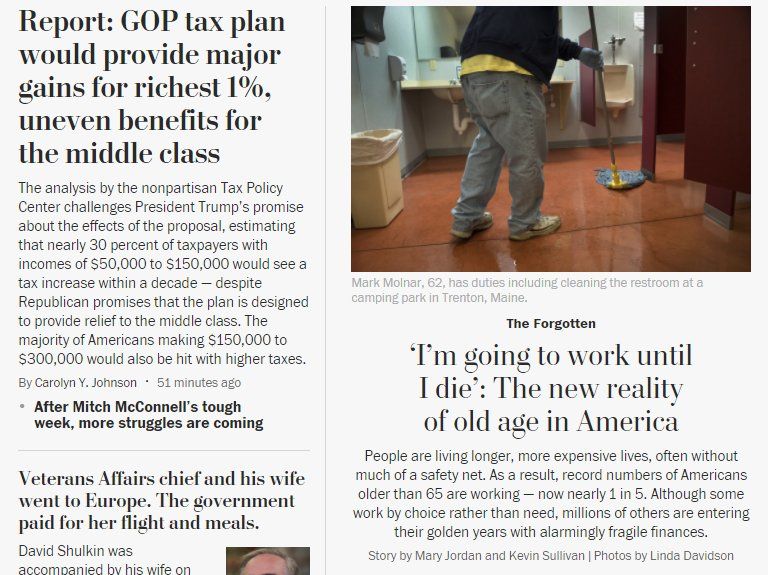 Report: GOP tax plan
would provide major
gains for richest 1%,
uneven benefits for
the middle class
The analysis by the nonpartisan Tax Policy
Center challenges President Trump's promise
about the effects of the proposal, estimating
that nearly 30 percent of taxpayers with
incomes of $50,000 to $150,000 would see a
tax increase within a decade — despite
Republican promises that the plan is designed
to provide relief to the middle class. The
majority of Americans making $150,000 to
$300,000 would also be hit with higher taxes.
By Carolyn Y. Johnson • 51 minutes ago
• After Mitch McConnell's tough
week, more struggles are coming
Veterans Affairs chief and his wife
went to Europe. The government
paid for her flight and meals.
David Shulkin was
accompanied by his wife on
Mark Molnar, 62, has duties including cleaning the restroom at a
camping park in Trenton, Maine.
The Forgotten
‘I’m going to work until
I die’: The new reality
of old age in America
People are living longer, more expensive lives, often without
much of a safety net. As a result, record numbers of Americans
older than 65 are working — now nearly 1 in 5. Although some
work by choice rather than need, millions of others are entering
their golden years with alarmingly fragile finances.
Story by Mary Jordan and Kevin Sullivan | Photos by Linda Davidson